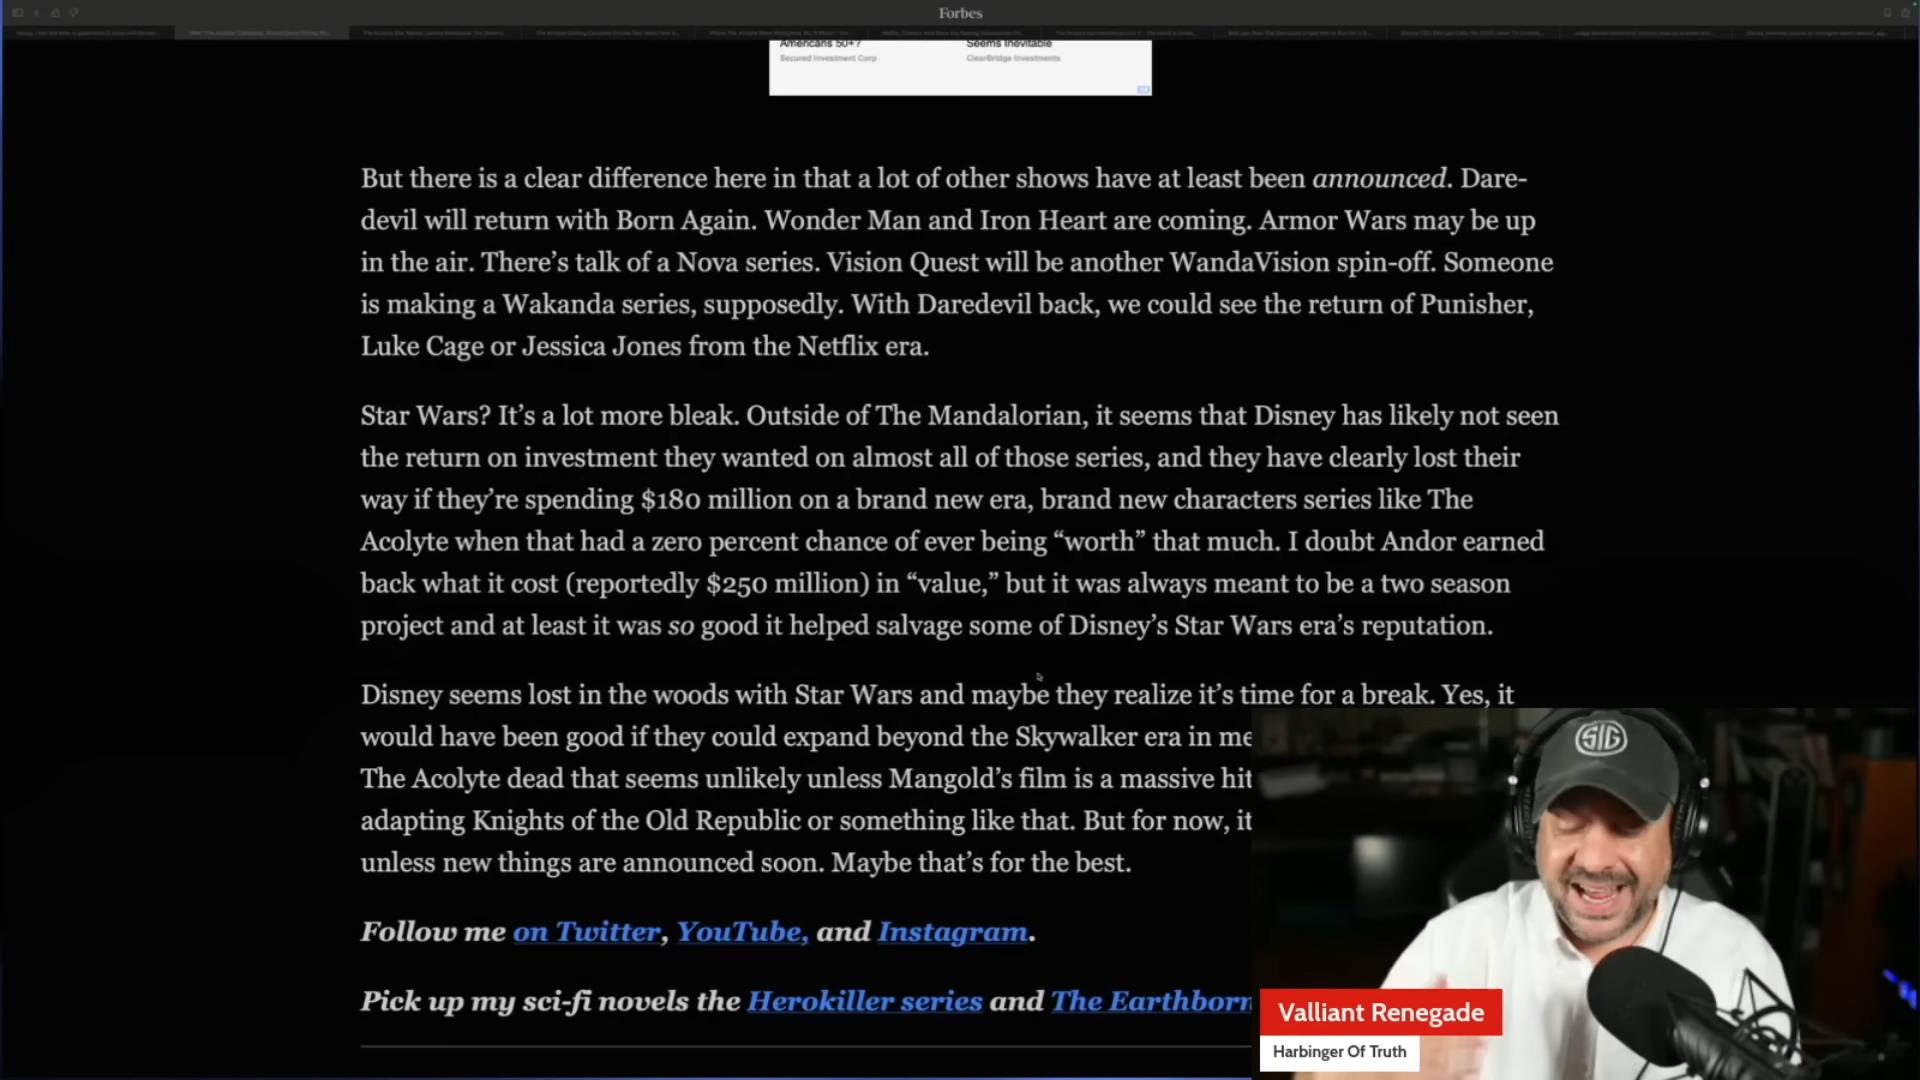 Forbes
Americans 50+?
Seems Inevitable
Secured Investment Corp
ClearBridge Investments
But there is a clear difference here in that a lot of other shows have at least been announced. Dare-
devil will return with Born Again. Wonder Man and Iron Heart are coming. Armor Wars may be up
in the air. There’s talk of a Nova series. Vision Quest will be another WandaVision spin-off. Someone
is making a Wakanda series, supposedly. With Daredevil back, we could see the return of Punisher,
Luke Cage or Jessica Jones from the Netflix era.
Star Wars? It’s a lot more bleak. Outside of The Mandalorian, it seems that Disney has likely not seen
the return on investment they wanted on almost all of those series, and they have clearly lost their
way if they’re spending $180 million on a brand new era, brand new characters series like The
Acolyte when that had a zero percent chance of ever being “worth” that much. I doubt Andor earned
back what it cost (reportedly $250 million) in “value,” but it was always meant to be a two season
project and at least it was so good it helped salvage some of Disney’s Star Wars era’s reputation.
Disney seems lost in the woods with Star Wars and maybe they realize it’s time for a break. Yes, it
would have been good if they could expand beyond the Skywalker era in me
The Acolyte dead that seems unlikely unless Mangold’s film is a massive hit
adapting Knights of the Old Republic or something like that. But for now, it
unless new things are announced soon. Maybe that’s for the best.
Follow me on Twitter, YouTube, and Instagram.
Pick up my sci-fi novels the Herokiller series and The Earthborn
SIG
Valliant Renegade
Harbinger Of Truth